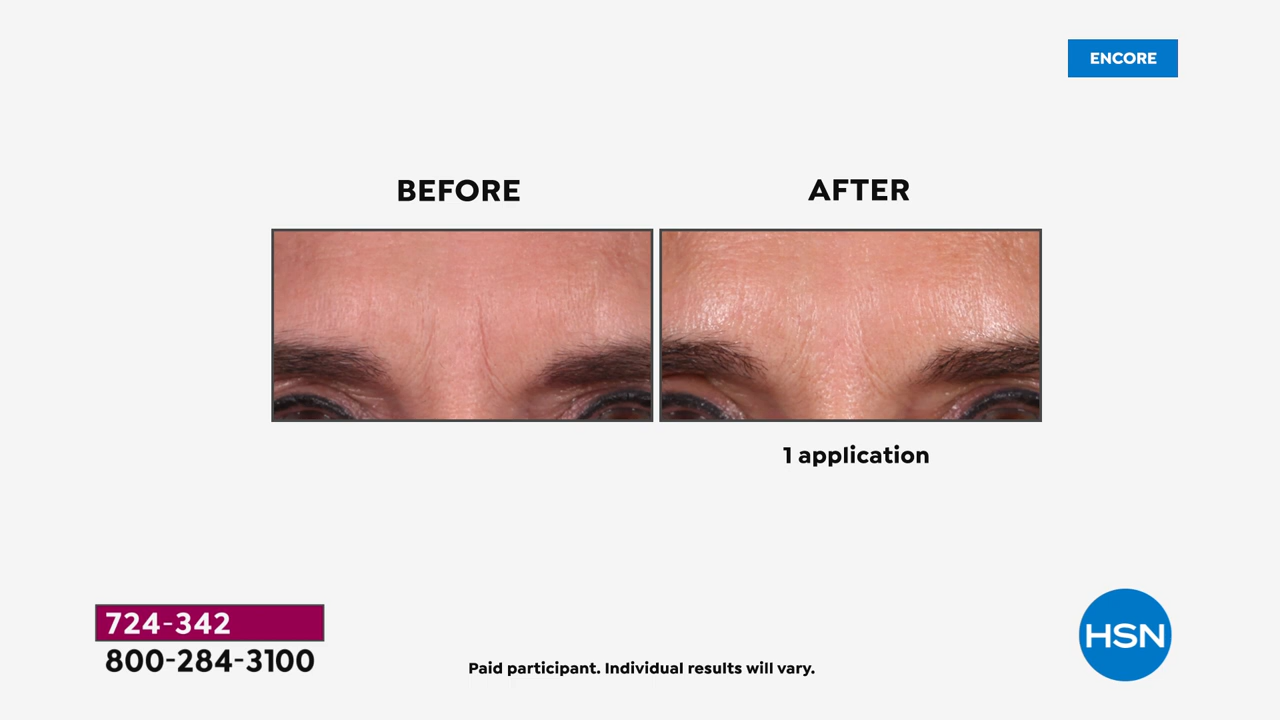 ENCORE
BEFORE
AFTER
1 application
724-342
800-284-3100
Paid participant. Individual results will vary.
HSN